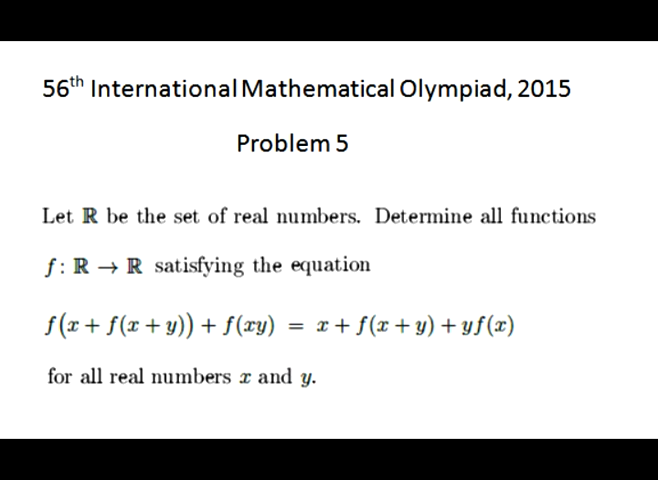 56th International Mathematical Olympiad, 2015
Problem 5
Let ℝ be the set of real numbers. Determine all functions
f: ℝ → ℝ satisfying the equation
f(x + f(x + y)) + f(xy) = x + f(x + y) + yf(x)
for all real numbers x and y.